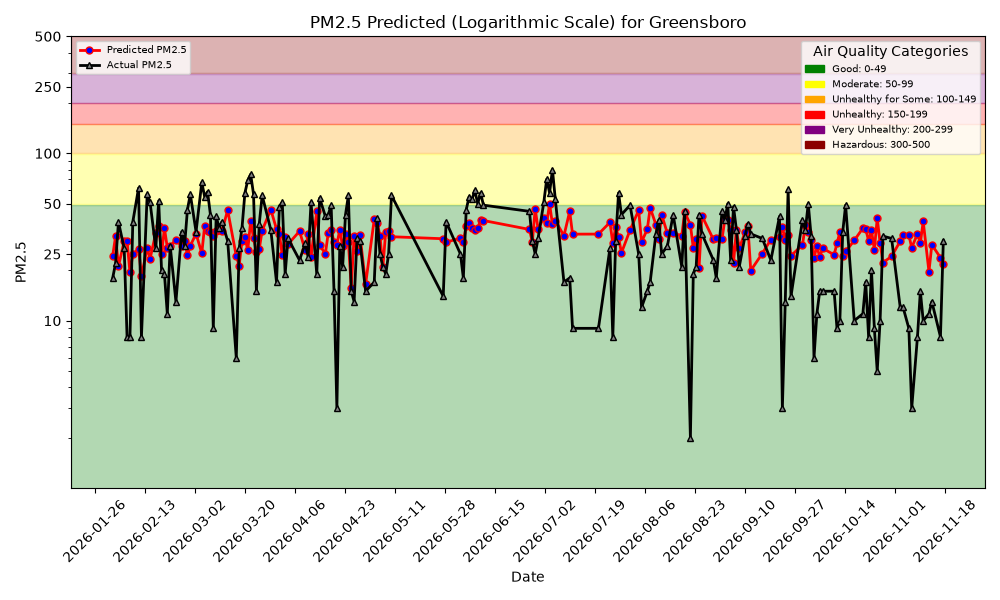 PM2.5 Predicted (Logarithmic Scale) for Greensboro
Predicted PM2.5
Actual PM2.5
Air Quality Categories
Good: 0-49
Moderate: 50-99
Unhealthy for Some: 100-149
Unhealthy: 150-199
Very Unhealthy: 200-299
Hazardous: 300-500
PM2.5
500
250
100
50
25
10
2026-01-26
2026-02-13
2026-03-02
2026-03-20
2026-04-06
2026-04-23
2026-05-11
2026-05-28
2026-06-15
2026-07-02
2026-07-19
2026-08-06
2026-08-23
2026-09-10
2026-09-27
2026-10-14
2026-11-01
2026-11-18
Date